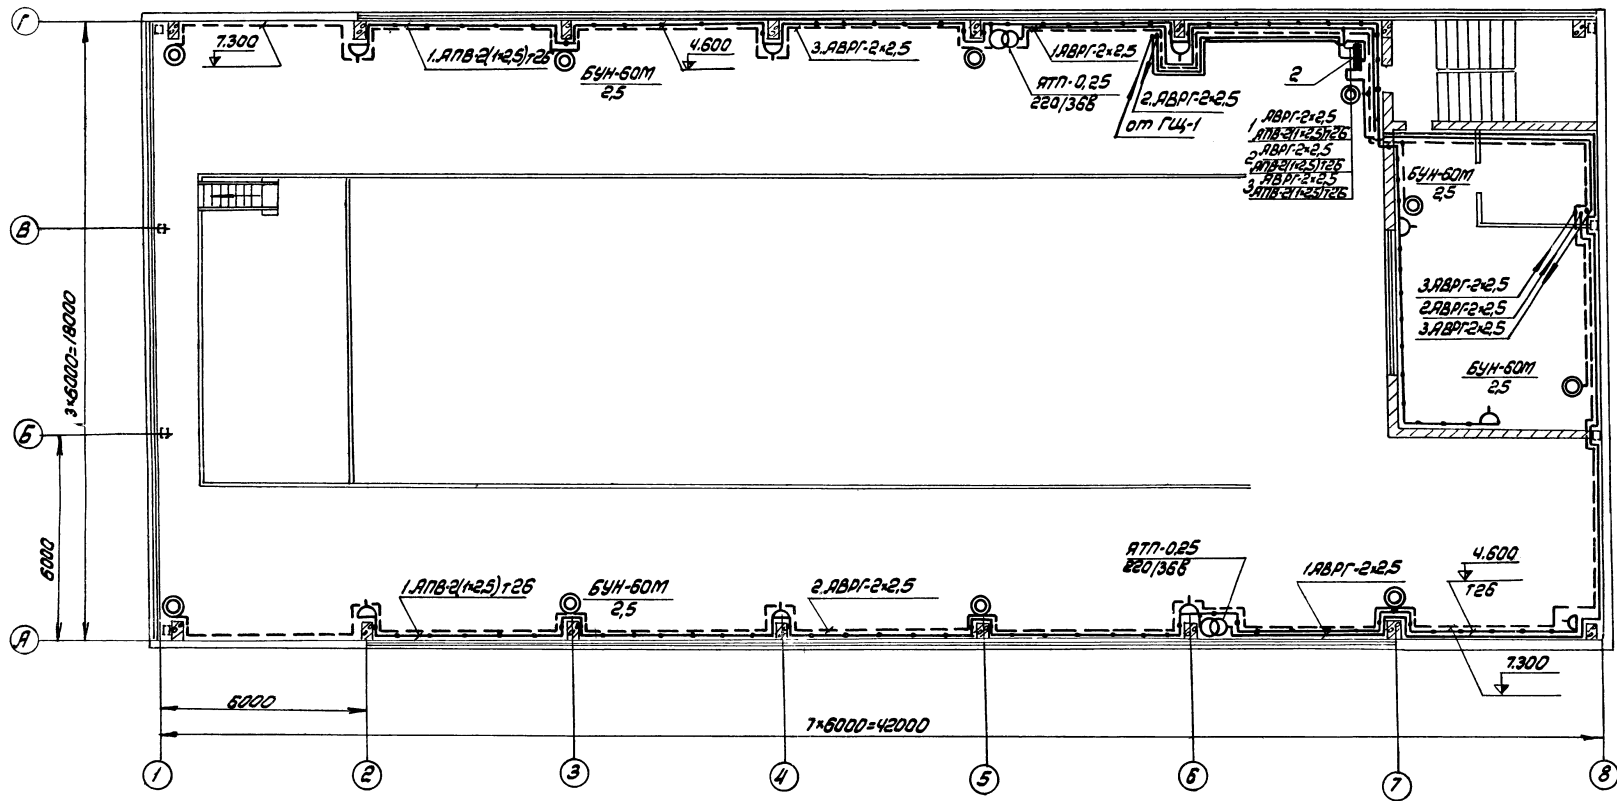 Г
7.300
1.АПВ-2(1×2,5)т26
БУН-60М
2,5
4.600
3.АВРГ-2×2,5
1.АВРГ-2×2,5
ЯТП-0,25
220/36В
2.АВРГ-2×2,5
от ГЩ-1
2
1 АВРГ-2×2,5
АПВ-2(1×2,5)т26
2 АВРГ-2×2,5
АПВ-2(1×2,5)т26
3 АВРГ-2×2,5
АПВ-2(1×2,5)т26
БУН-60М
2,5
В
3.АВРГ-2×2,5
2.АВРГ-2×2,5
3.АВРГ-2×2,5
3×6000=18000
БУН-60М
2,5
Б
6000
1.АПВ-2(1×2,5)т26
БУН-60М
2,5
2.АВРГ-2×2,5
ЯТП-0,25
220/36В
1.АВРГ-2×2,5
4.600
т26
А
7.300
6000
7×6000=42000
1
2
3
4
5
6
7
8